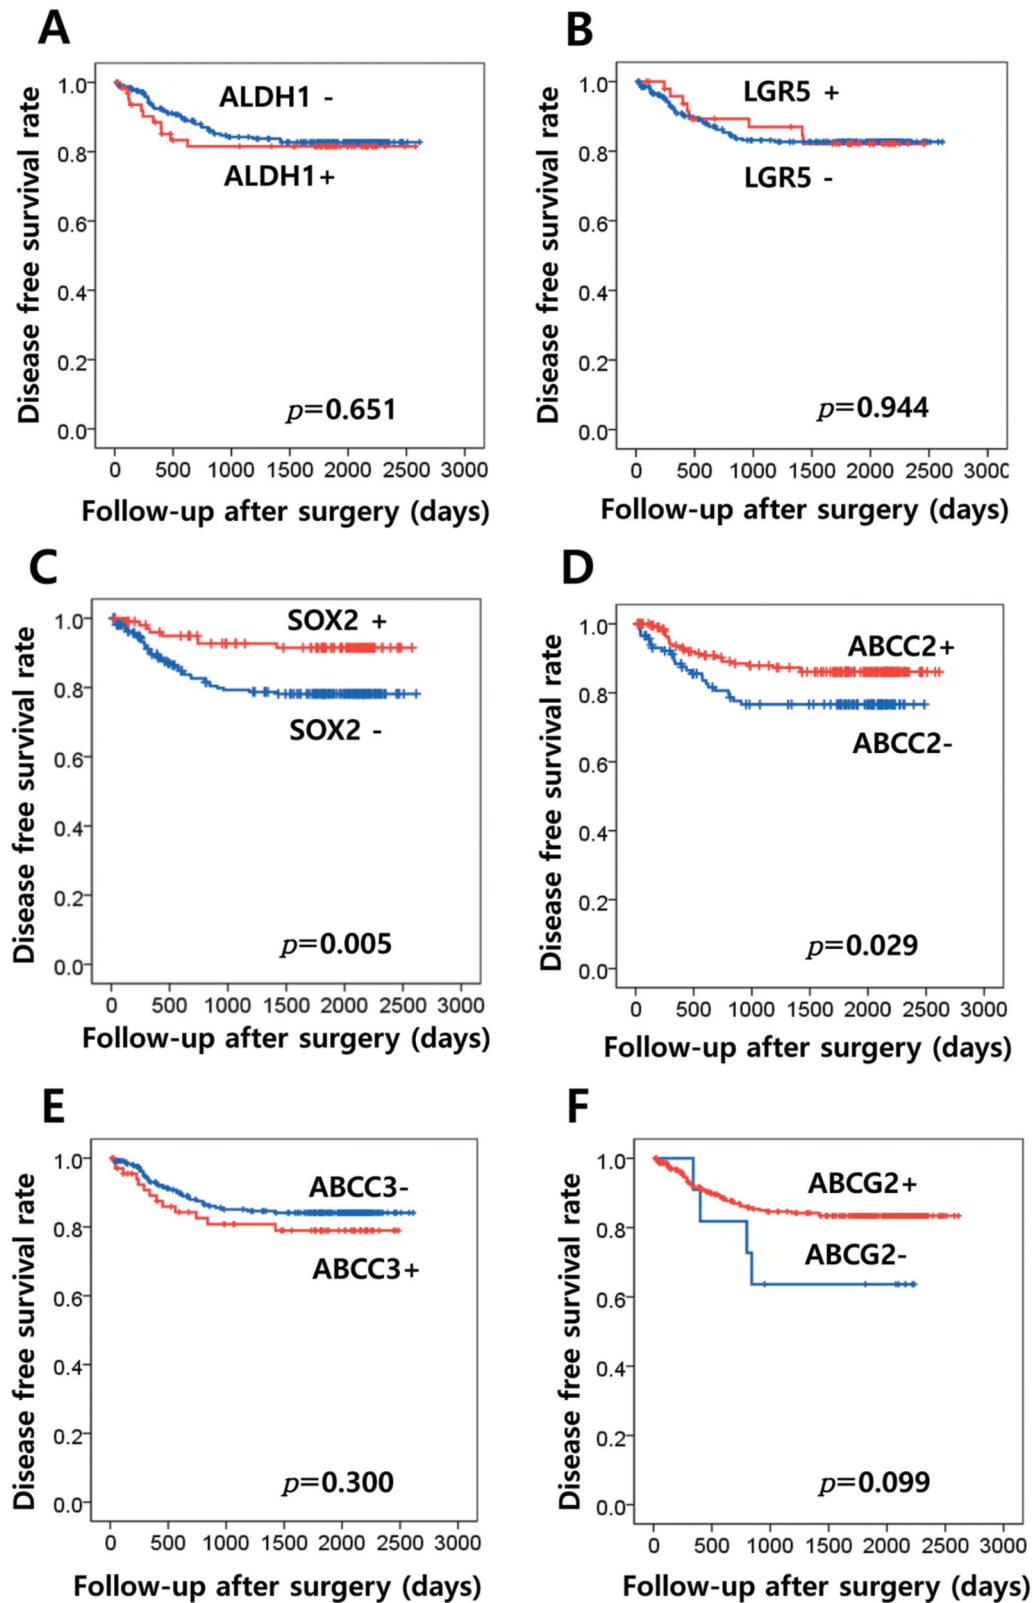 A
Disease free survival rate
1.0
0.8
0.6
0.4
0.2
0.0
ALDH1 -
ALDH1+
p=0.651
0 500 1000 1500 2000 2500 3000
Follow-up after surgery (days)
B
Disease free survival rate
1.0
0.8
0.6
0.4
0.2
0.0
LGR5 +
LGR5 -
p=0.944
0 500 1000 1500 2000 2500 3000
Follow-up after surgery (days)
C
Disease free survival rate
1.0
0.8
0.6
0.4
0.2
0.0
SOX2 +
SOX2 -
p=0.005
0 500 1000 1500 2000 2500 3000
Follow-up after surgery (days)
D
Disease free survival rate
1.0
0.8
0.6
0.4
0.2
0.0
ABCC2+
ABCC2-
p=0.029
0 500 1000 1500 2000 2500 3000
Follow-up after surgery (days)
E
Disease free survival rate
1.0
0.8
0.6
0.4
0.2
0.0
ABCC3-
ABCC3+
p=0.300
0 500 1000 1500 2000 2500 3000
Follow-up after surgery (days)
F
Disease free survival rate
1.0
0.8
0.6
0.4
0.2
0.0
ABCG2+
ABCG2-
p=0.099
0 500 1000 1500 2000 2500 3000
Follow-up after surgery (days)